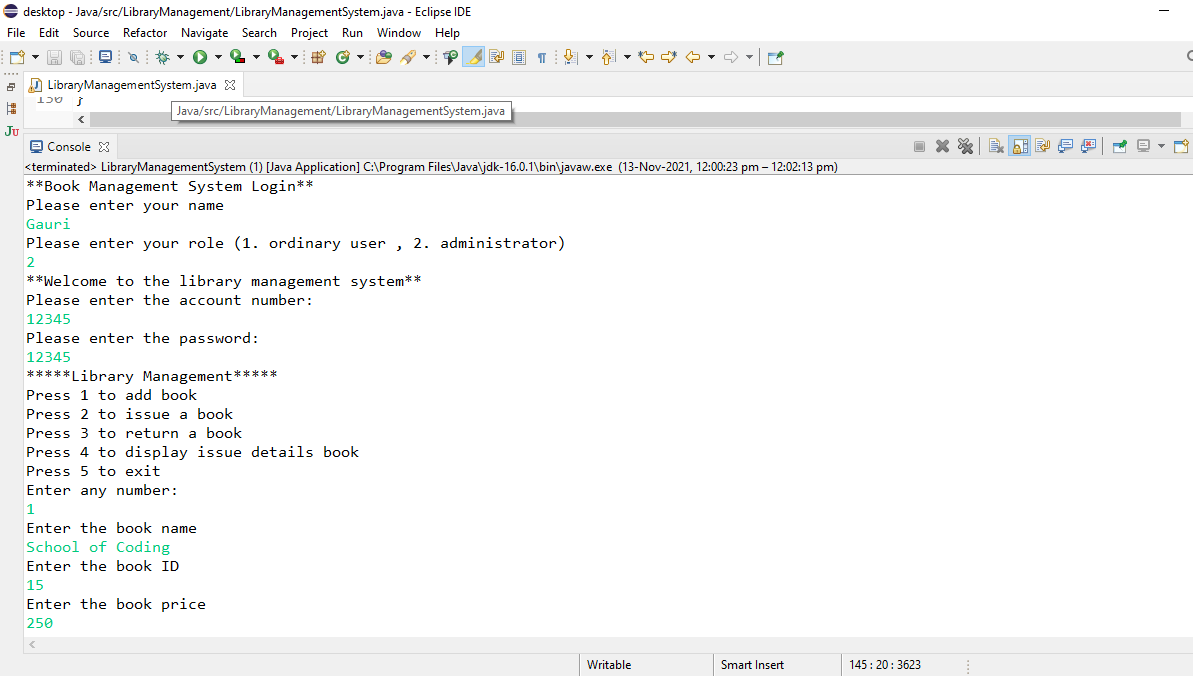 desktop - Java/src/LibraryManagement/LibraryManagementSystem.java - Eclipse IDE
File Edit Source Refactor Navigate Search Project Run Window Help
LibraryManagementSystem.java
150 }
Java/src/LibraryManagement/LibraryManagementSystem.java
Ju
Console
<terminated> LibraryManagementSystem (1) [Java Application] C:\Program Files\Java\jdk-16.0.1\bin\javaw.exe (13-Nov-2021, 12:00:23 pm – 12:02:13 pm)
**Book Management System Login**
Please enter your name
Gauri
Please enter your role (1. ordinary user , 2. administrator)
2
**Welcome to the library management system**
Please enter the account number:
12345
Please enter the password:
12345
*****Library Management*****
Press 1 to add book
Press 2 to issue a book
Press 3 to return a book
Press 4 to display issue details book
Press 5 to exit
Enter any number:
1
Enter the book name
School of Coding
Enter the book ID
15
Enter the book price
250
Writable Smart Insert 145 : 20 : 3623